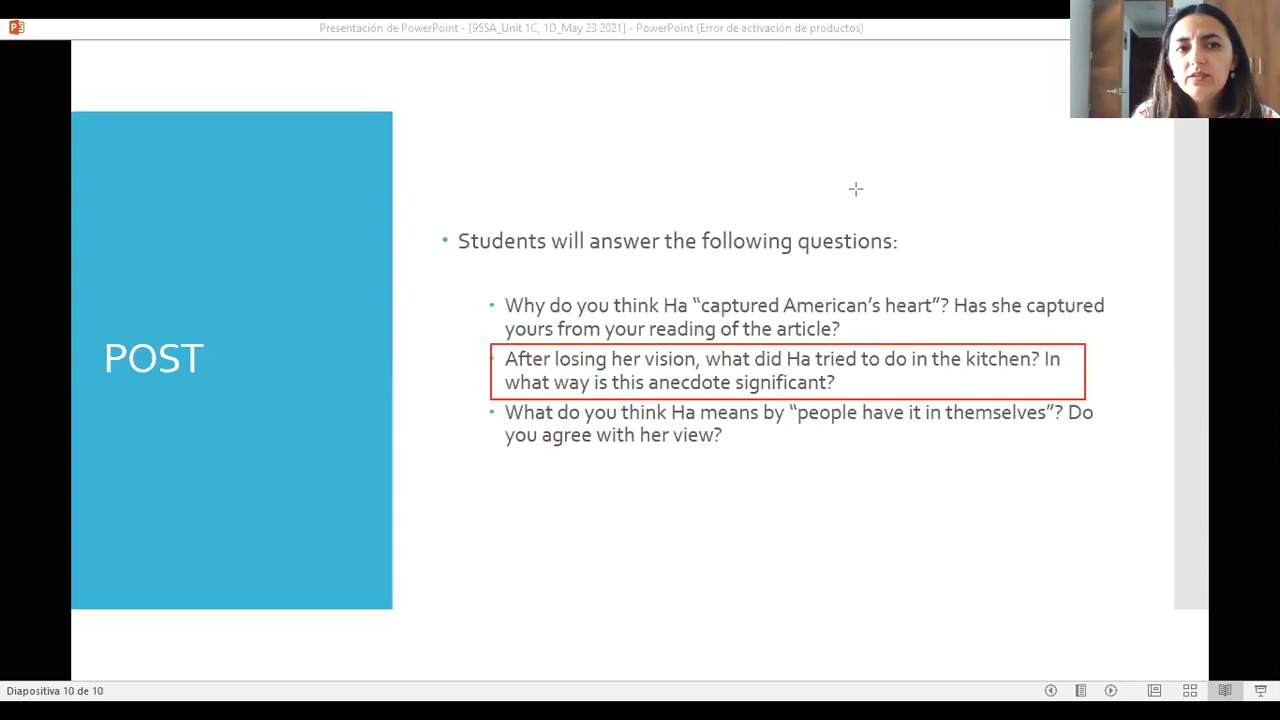 Presentación de PowerPoint - [95SA_Unit 1C, 1D_May 23 2021] - PowerPoint (Error de activación de productos)
POST
• Students will answer the following questions:
• Why do you think Ha “captured American’s heart”? Has she captured
yours from your reading of the article?
• After losing her vision, what did Ha tried to do in the kitchen? In
what way is this anecdote significant?
• What do you think Ha means by “people have it in themselves”? Do
you agree with her view?
Diapositiva 10 de 10